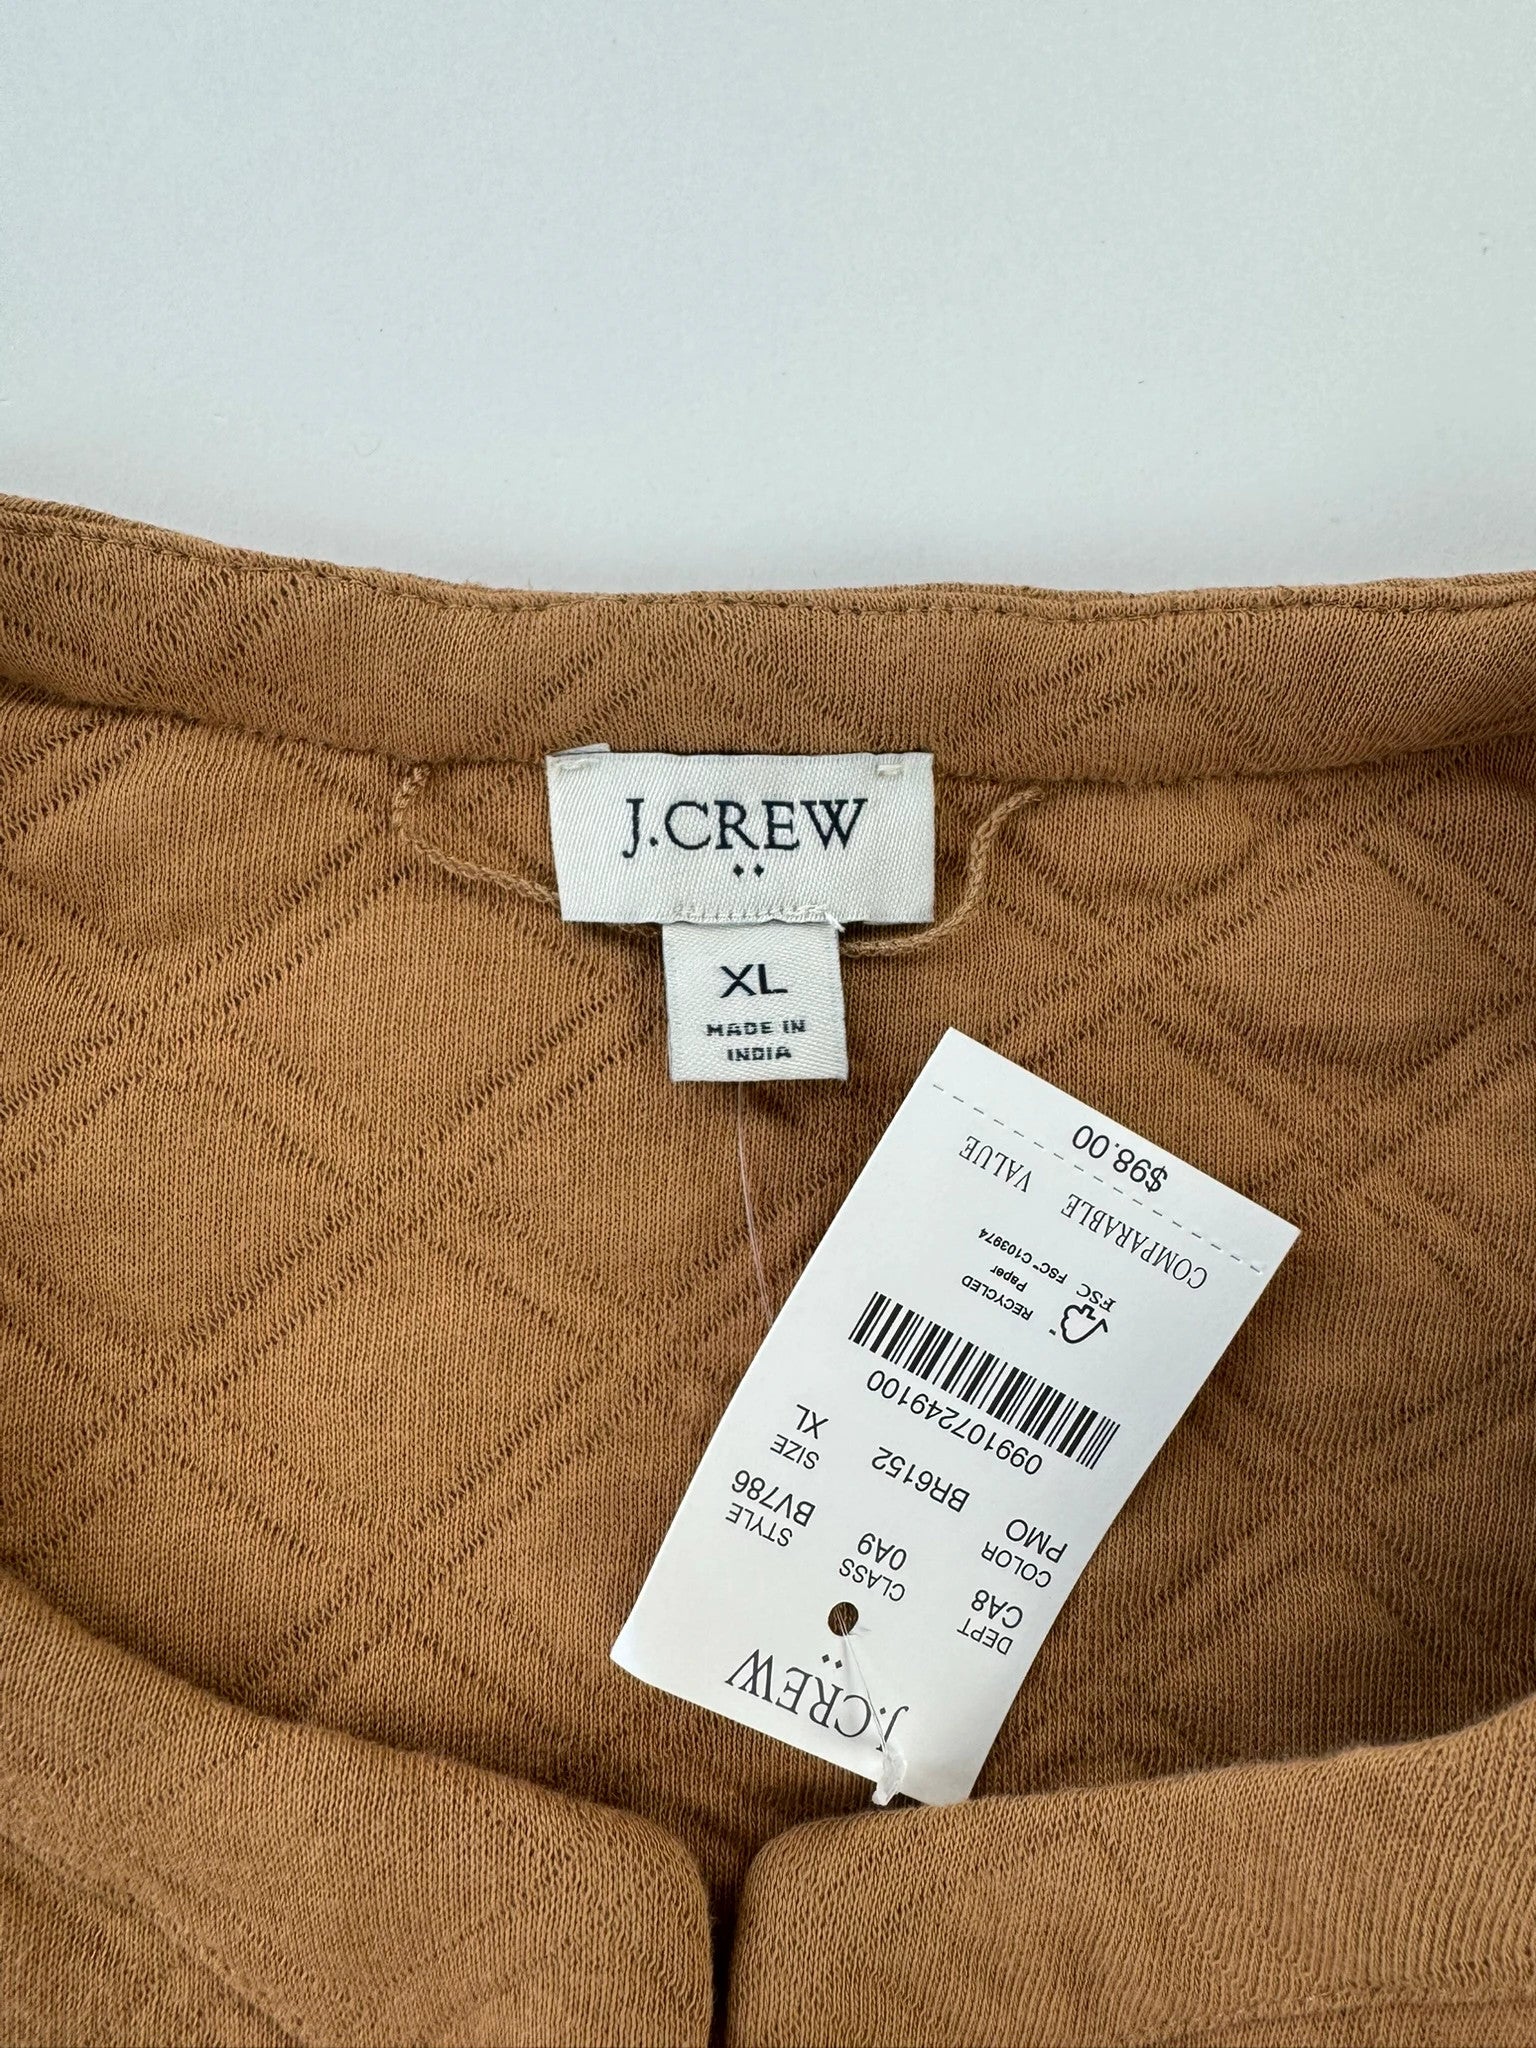 J.CREW
XL
MADE IN
INDIA
J.CREW
DEPT CLASS STYLE SIZE
CA8 0A9 BV786 XL
COLOR
PMO BR6152
099107249100
RECYCLED
Paper
FSC FSC™ C103974
COMPARABLE VALUE
$98.00